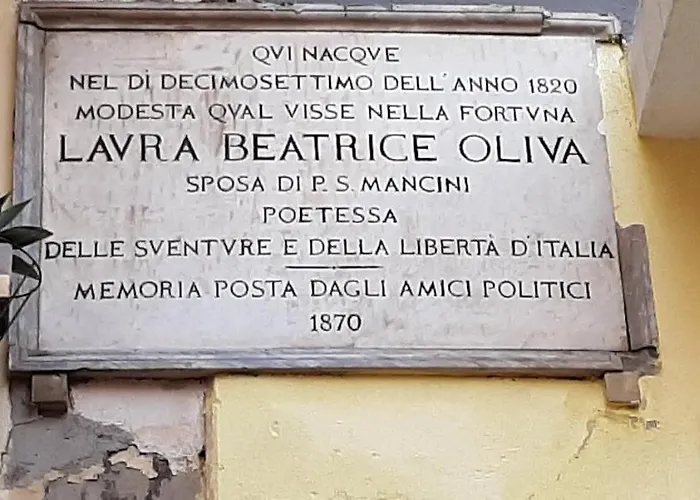 QVI NACQVE
NEL DÌ DECIMOSETTIMO DELL'ANNO 1820
MODESTA QVAL VISSE NELLA FORTVNA
LAVRA BEATRICE OLIVA
SPOSA DI P. S. MANCINI
POETESSA
DELLE SVENTVRE E DELLA LIBERTÀ D'ITALIA
MEMORIA POSTA DAGLI AMICI POLITICI
1870